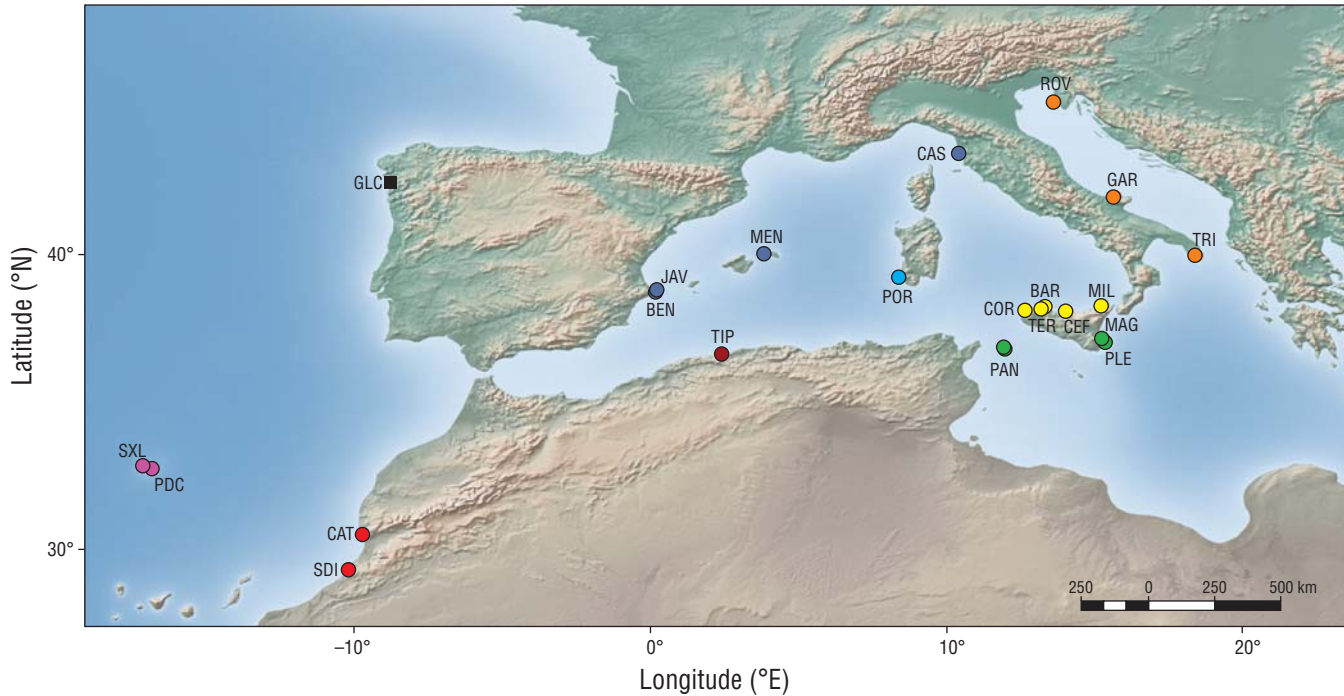 ROV
CAS
GLC
GAR
MEN
TRI
40°
JAV
POR
BEN
BAR
MIL
COR
MAG
TER
CEF
TIP
PLE
PAN
Latitude (°N)
SXL
PDC
CAT
30°
SDI
250 0 250 500 km
–10° 0° 10° 20°
Longitude (°E)